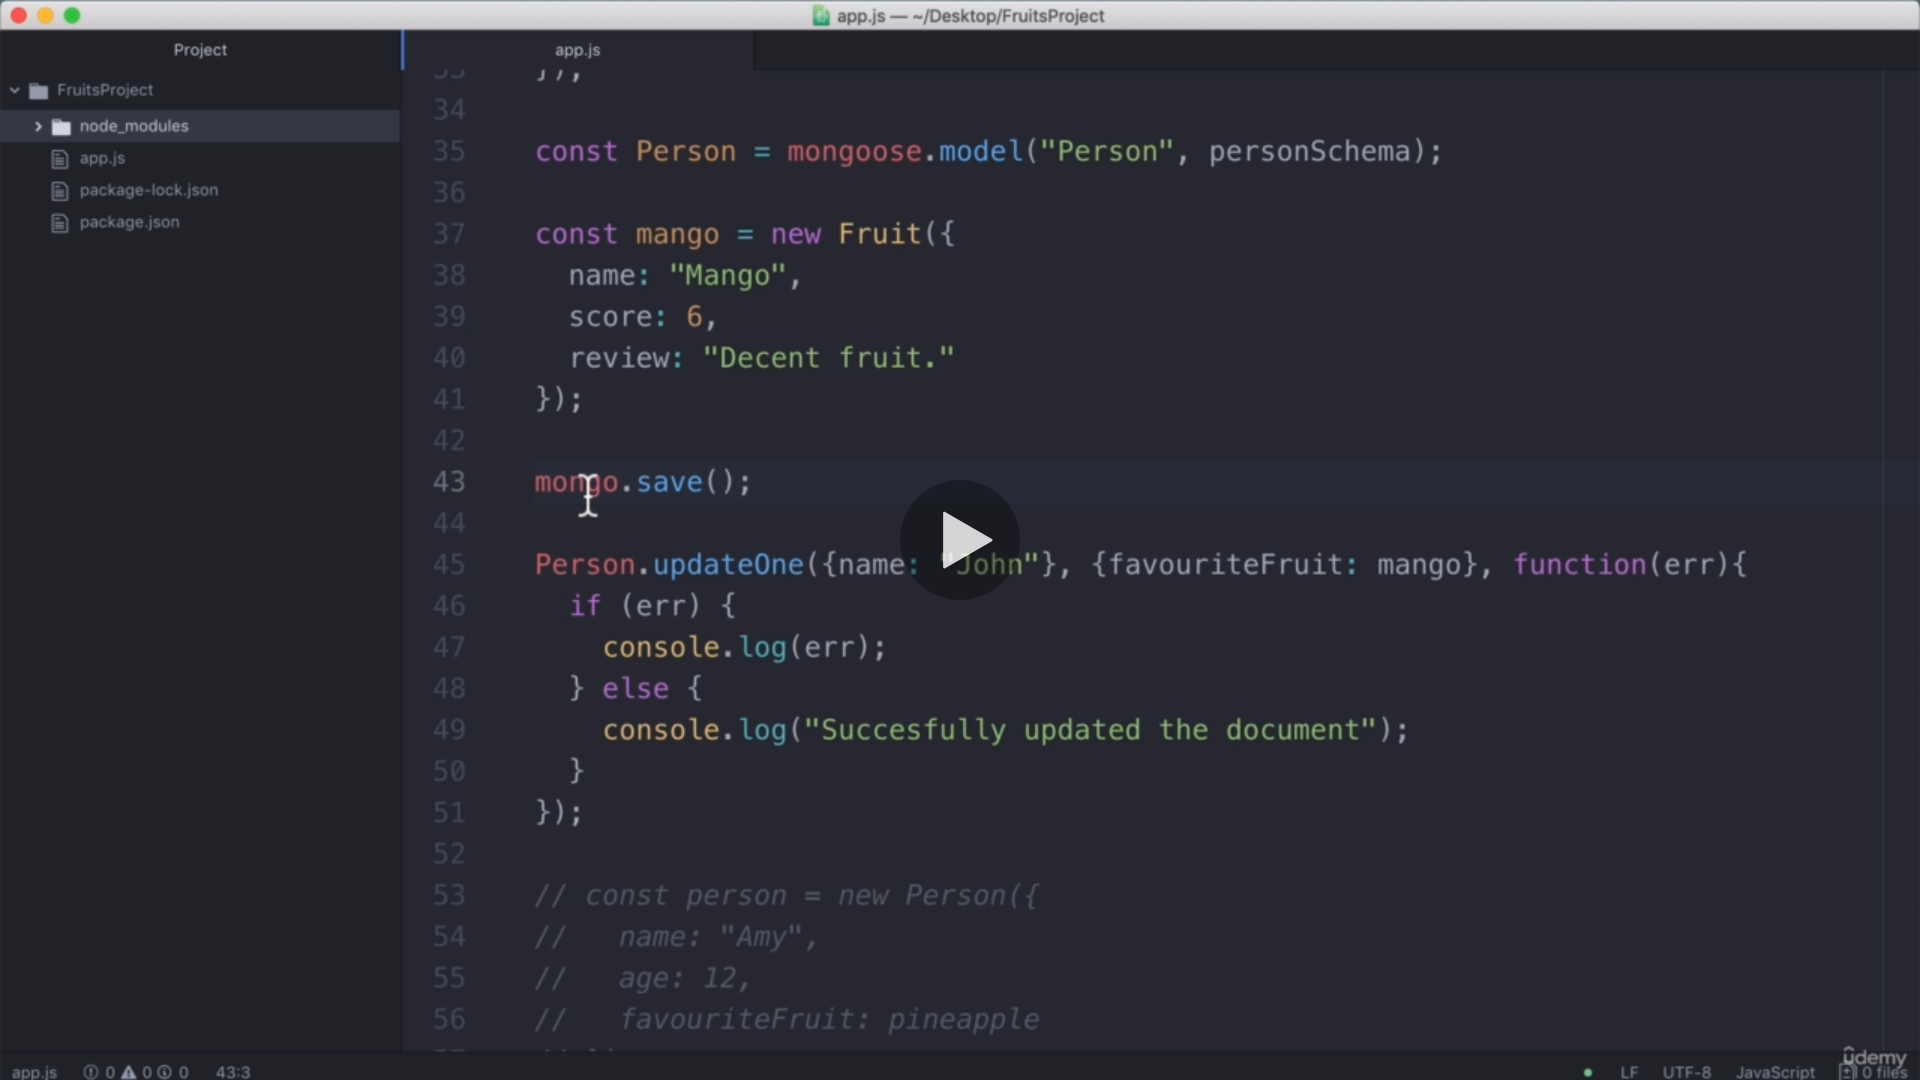 app.js — ~/Desktop/FruitsProject
Project
app.js
FruitsProject
node_modules
app.js
package-lock.json
package.json
33 });
34
35 const Person = mongoose.model("Person", personSchema);
36
37 const mango = new Fruit({
38 name: "Mango",
39 score: 6,
40 review: "Decent fruit."
41 });
42
43 mongo.save();
44
45 Person.updateOne({name: "John"}, {favouriteFruit: mango}, function(err){
46 if (err) {
47 console.log(err);
48 } else {
49 console.log("Succesfully updated the document");
50 }
51 });
52
53 // const person = new Person({
54 // name: "Amy",
55 // age: 12,
56 // favouriteFruit: pineapple
app.js 0 0 0 43:3
LF UTF-8 JavaScript 0 files
ûdemy